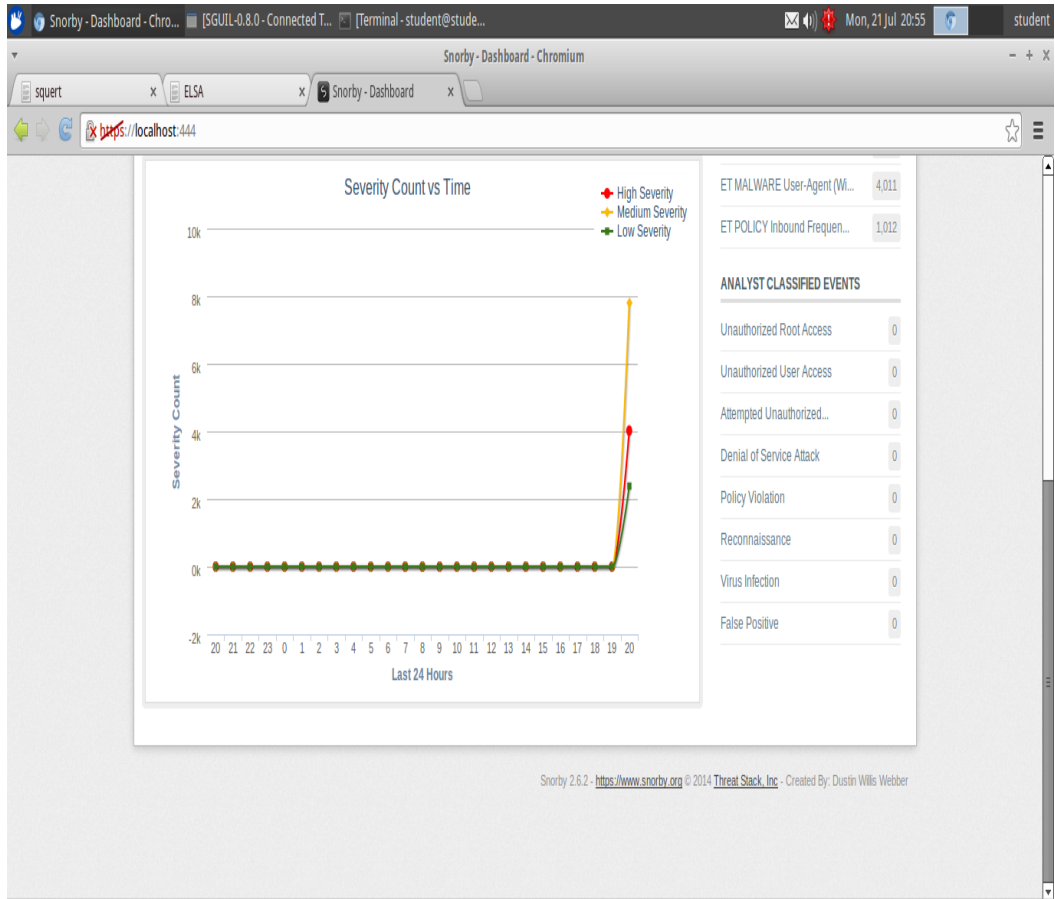 Snorby - Dashboard - Chro... [SGUIL-0.8.0 - Connected T... [Terminal - student@stude... Mon, 21 Jul 20:55 student
Snorby - Dashboard - Chromium
squert x ELSA x Snorby - Dashboard x
https://localhost:444
Severity Count vs Time
High Severity
Medium Severity
Low Severity
10k
8k
6k
4k
2k
0k
-2k
Severity Count
20 21 22 23 0 1 2 3 4 5 6 7 8 9 10 11 12 13 14 15 16 17 18 19 20
Last 24 Hours
ET MALWARE User-Agent (Wi... 4,011
ET POLICY Inbound Frequen... 1,012
ANALYST CLASSIFIED EVENTS
Unauthorized Root Access 0
Unauthorized User Access 0
Attempted Unauthorized... 0
Denial of Service Attack 0
Policy Violation 0
Reconnaissance 0
Virus Infection 0
False Positive 0
Snorby 2.6.2 - https://www.snorby.org © 2014 Threat Stack, Inc - Created By: Dustin Willis Webber